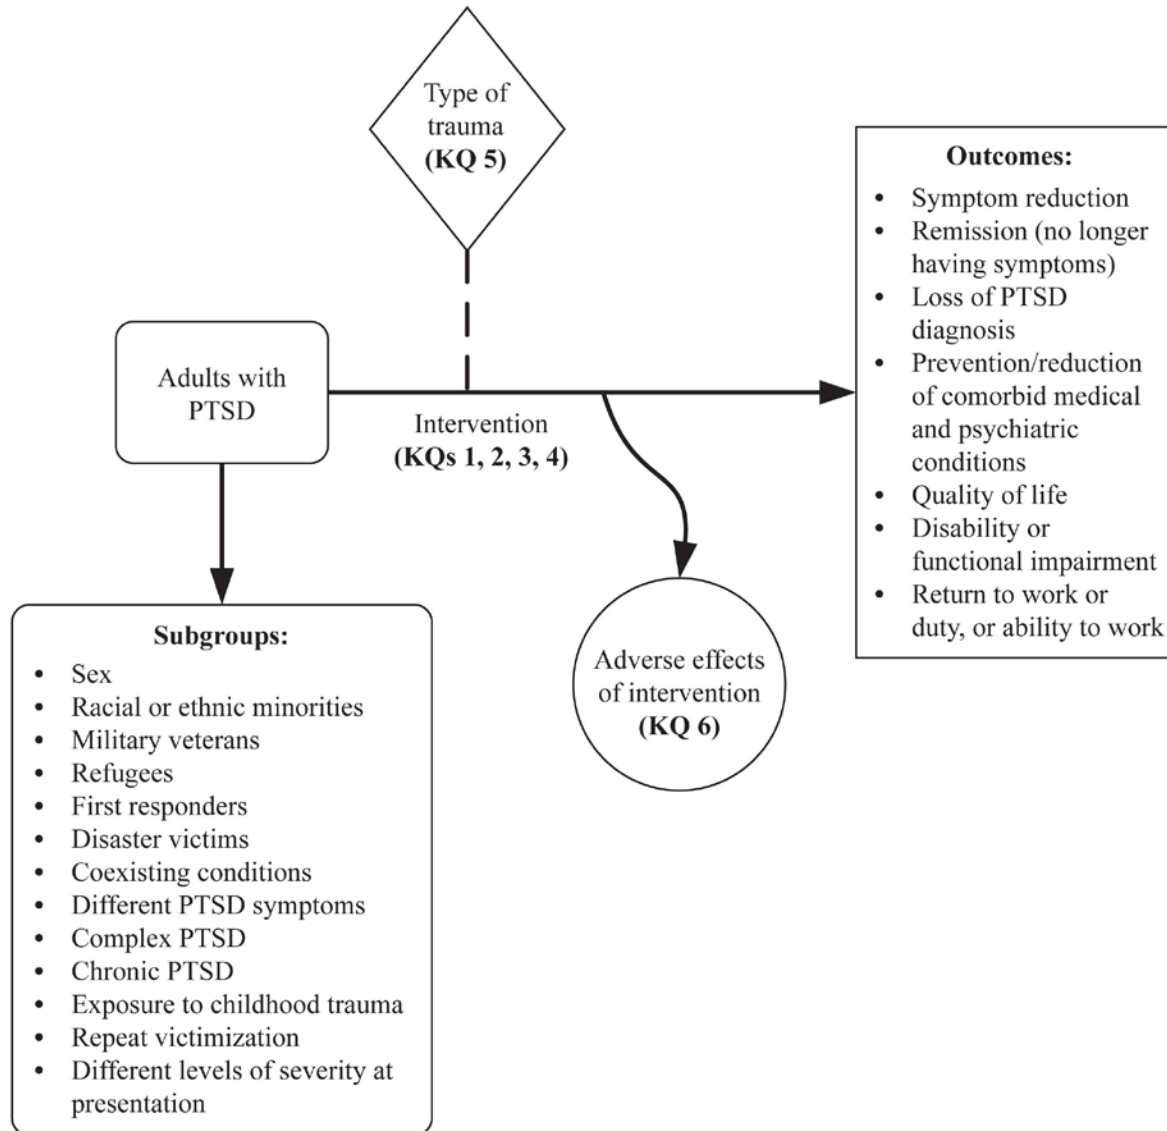 Type of
trauma
(KQ 5)
Adults with
PTSD
Intervention
(KQs 1, 2, 3, 4)
Outcomes:
• Symptom reduction
• Remission (no longer
having symptoms)
• Loss of PTSD
diagnosis
• Prevention/reduction
of comorbid medical
and psychiatric
conditions
• Quality of life
• Disability or
functional impairment
• Return to work or
duty, or ability to work
Adverse effects
of intervention
(KQ 6)
Subgroups:
• Sex
• Racial or ethnic minorities
• Military veterans
• Refugees
• First responders
• Disaster victims
• Coexisting conditions
• Different PTSD symptoms
• Complex PTSD
• Chronic PTSD
• Exposure to childhood trauma
• Repeat victimization
• Different levels of severity at
presentation